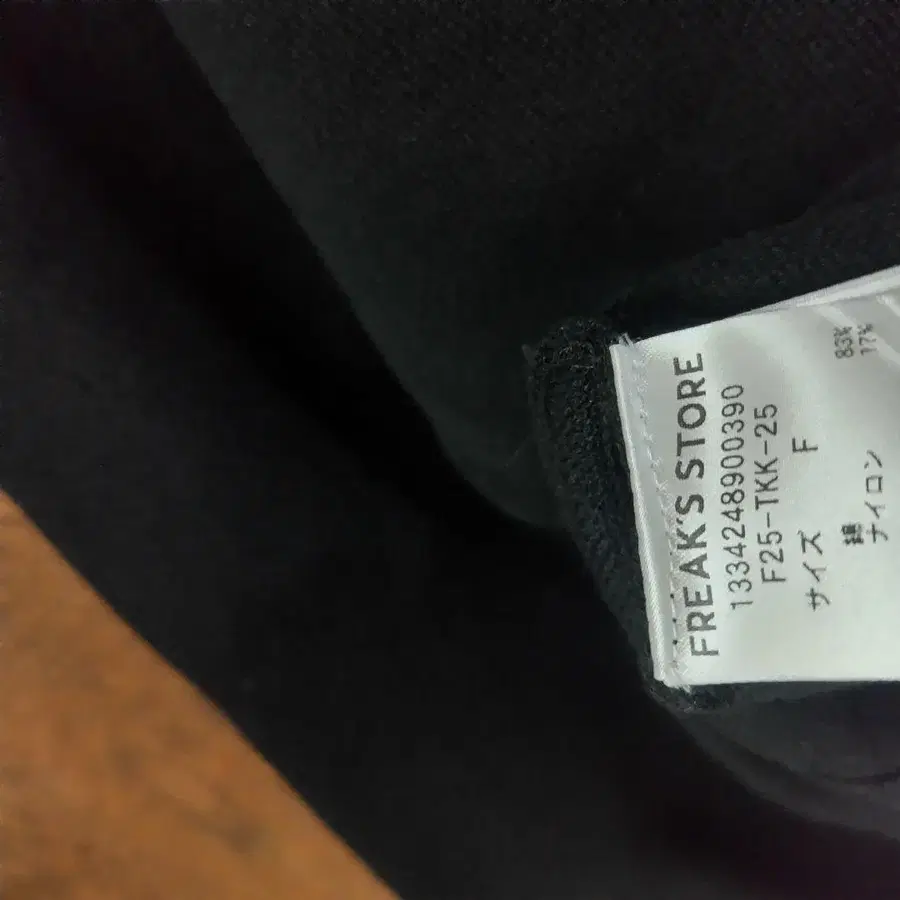 FREAK'S STORE
1334248900390
F25-TKK-25
サイズ F
綿 83%
ナイロン 17%